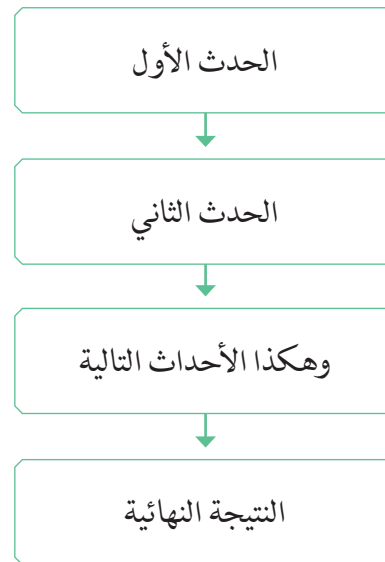 الحدث الأول
الحدث الثاني
وهكذا الأحداث التالية
النتيجة النهائية